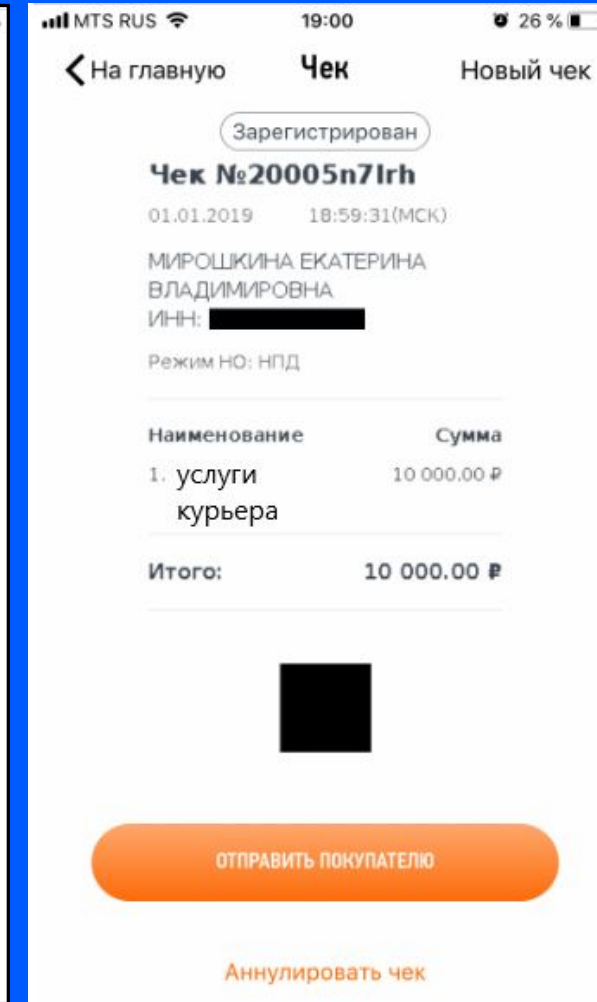 MTS RUS 19:00 26 %
На главную Чек Новый чек
Зарегистрирован
Чек №20005n7lrh
01.01.2019 18:59:31(МСК)
МИРОШКИНА ЕКАТЕРИНА
ВЛАДИМИРОВНА
ИНН:
Режим НО: НПД
Наименование Сумма
1. услуги 10 000.00 ₽
курьера
Итого: 10 000.00 ₽
ОТПРАВИТЬ ПОКУПАТЕЛЮ
Аннулировать чек